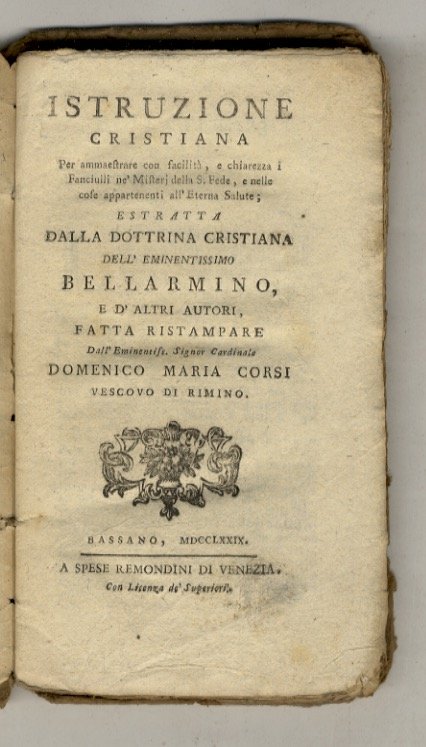 ISTRUZIONE
CRISTIANA
Per ammaeſtrare con facilità, e chiarezza i
Fanciulli ne' Miſterj della S. Fede, e nelle
coſe appartenenti all' Eterna Salute;
ESTRATTA
DALLA DOTTRINA CRISTIANA
DELL' EMINENTISSIMO
BELLARMINO,
E D' ALTRI AUTORI,
FATTA RISTAMPARE
Dall' Eminentiſs. Signor Cardinale
DOMENICO MARIA CORSI
VESCOVO DI RIMINO.
BASSANO, MDCCLXXIX.
A SPESE REMONDINI DI VENEZIA.
Con Licenza de' Superiori.